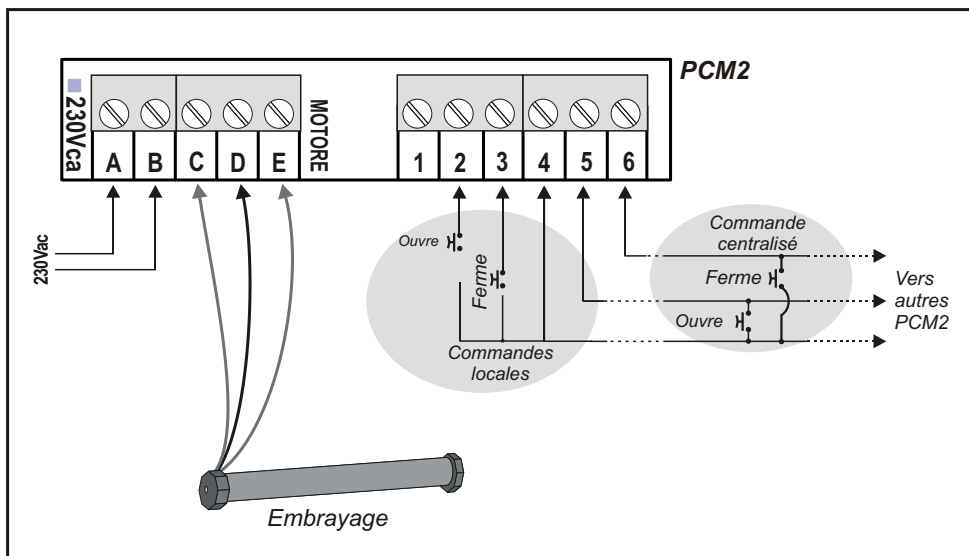 PCM2
230Vca
A B C D E
MOTORE
1 2 3 4 5 6
230Vac
Ouvre
Ferme
Commandes
locales
Commande
centralisé
Ferme
Ouvre
Vers
autres
PCM2
Embrayage